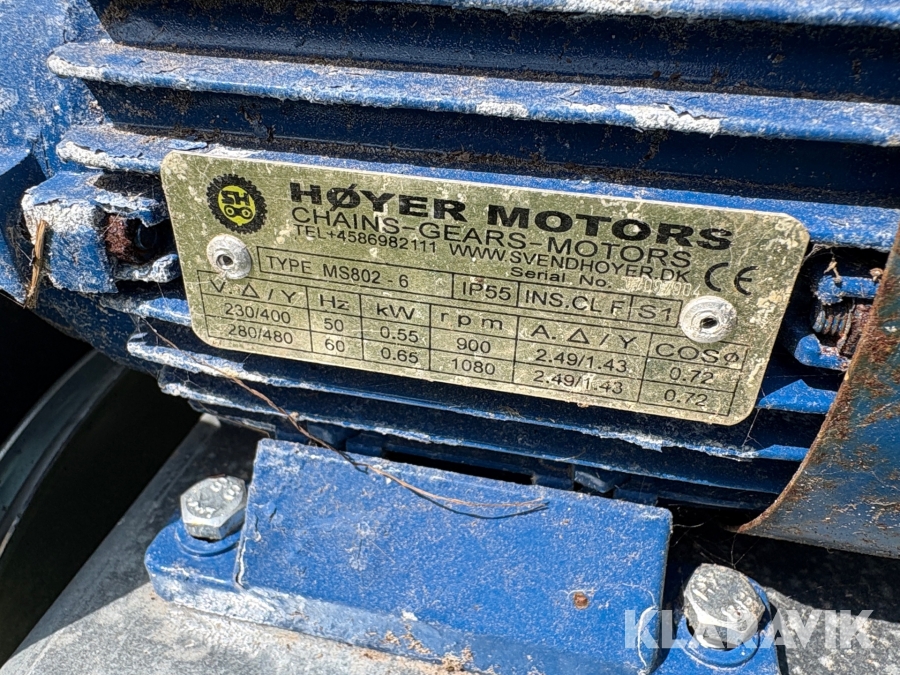 SH
HØYER MOTORS
CHAINS-GEARS-MOTORS
TEL+4586982111 WWW.SVENDHOYER.DK
Serial No.
CE
TYPE MS802-6 IP55 INS.CL F S1
V. Δ/Y Hz kW rpm A. Δ/Y COSϕ
230/400 50 0.55 900 2.49/1.43 0.72
280/480 60 0.65 1080 2.49/1.43 0.72
KLARAVIK